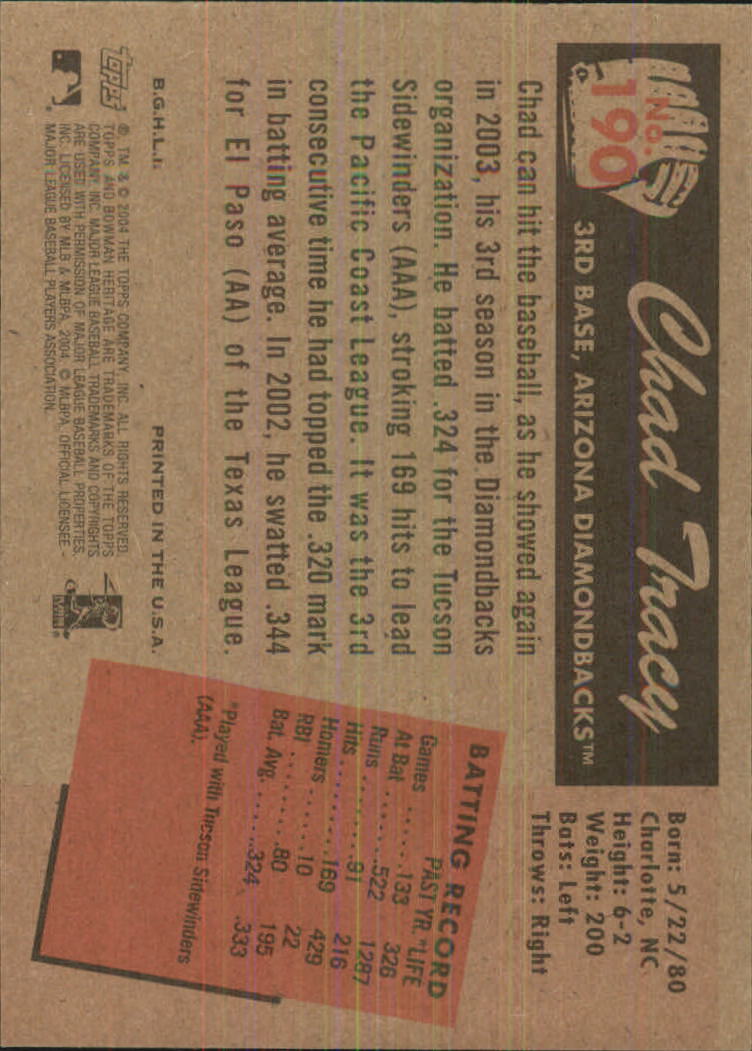 No.
190
Chad Tracy
3RD BASE, ARIZONA DIAMONDBACKS™
Born: 5/22/80
Charlotte, NC
Height: 6-2
Weight: 200
Bats: Left
Throws: Right
Chad can hit the baseball, as he showed again
in 2003, his 3rd season in the Diamondbacks
organization. He batted .324 for the Tucson
Sidewinders (AAA), stroking 169 hits to lead
the Pacific Coast League. It was the 3rd
consecutive time he had topped the .320 mark
in batting average. In 2002, he swatted .344
for El Paso (AA) of the Texas League.
BATTING RECORD
PAST YR. *LIFE
Games ......133 326
At Bat ........522 1287
Runs ..........91 216
Hits ..........169 429
Homers ......10 22
RBI ..........80 195
Bat. Avg. ......324 .333
*Played with Tucson Sidewinders
(AAA).
B.G.H.L.I. PRINTED IN THE U.S.A.
Topps
® TM & © 2004 THE TOPPS COMPANY, INC. ALL RIGHTS RESERVED.
TOPPS AND BOWMAN HERITAGE ARE TRADEMARKS OF THE TOPPS
COMPANY, INC. MAJOR LEAGUE BASEBALL TRADEMARKS AND COPYRIGHTS
ARE USED WITH PERMISSION OF MAJOR LEAGUE BASEBALL PROPERTIES,
INC. LICENSED BY MLB & MLBPA, 2004. © MLBPA. OFFICIAL LICENSEE -
MAJOR LEAGUE BASEBALL PLAYERS ASSOCIATION.